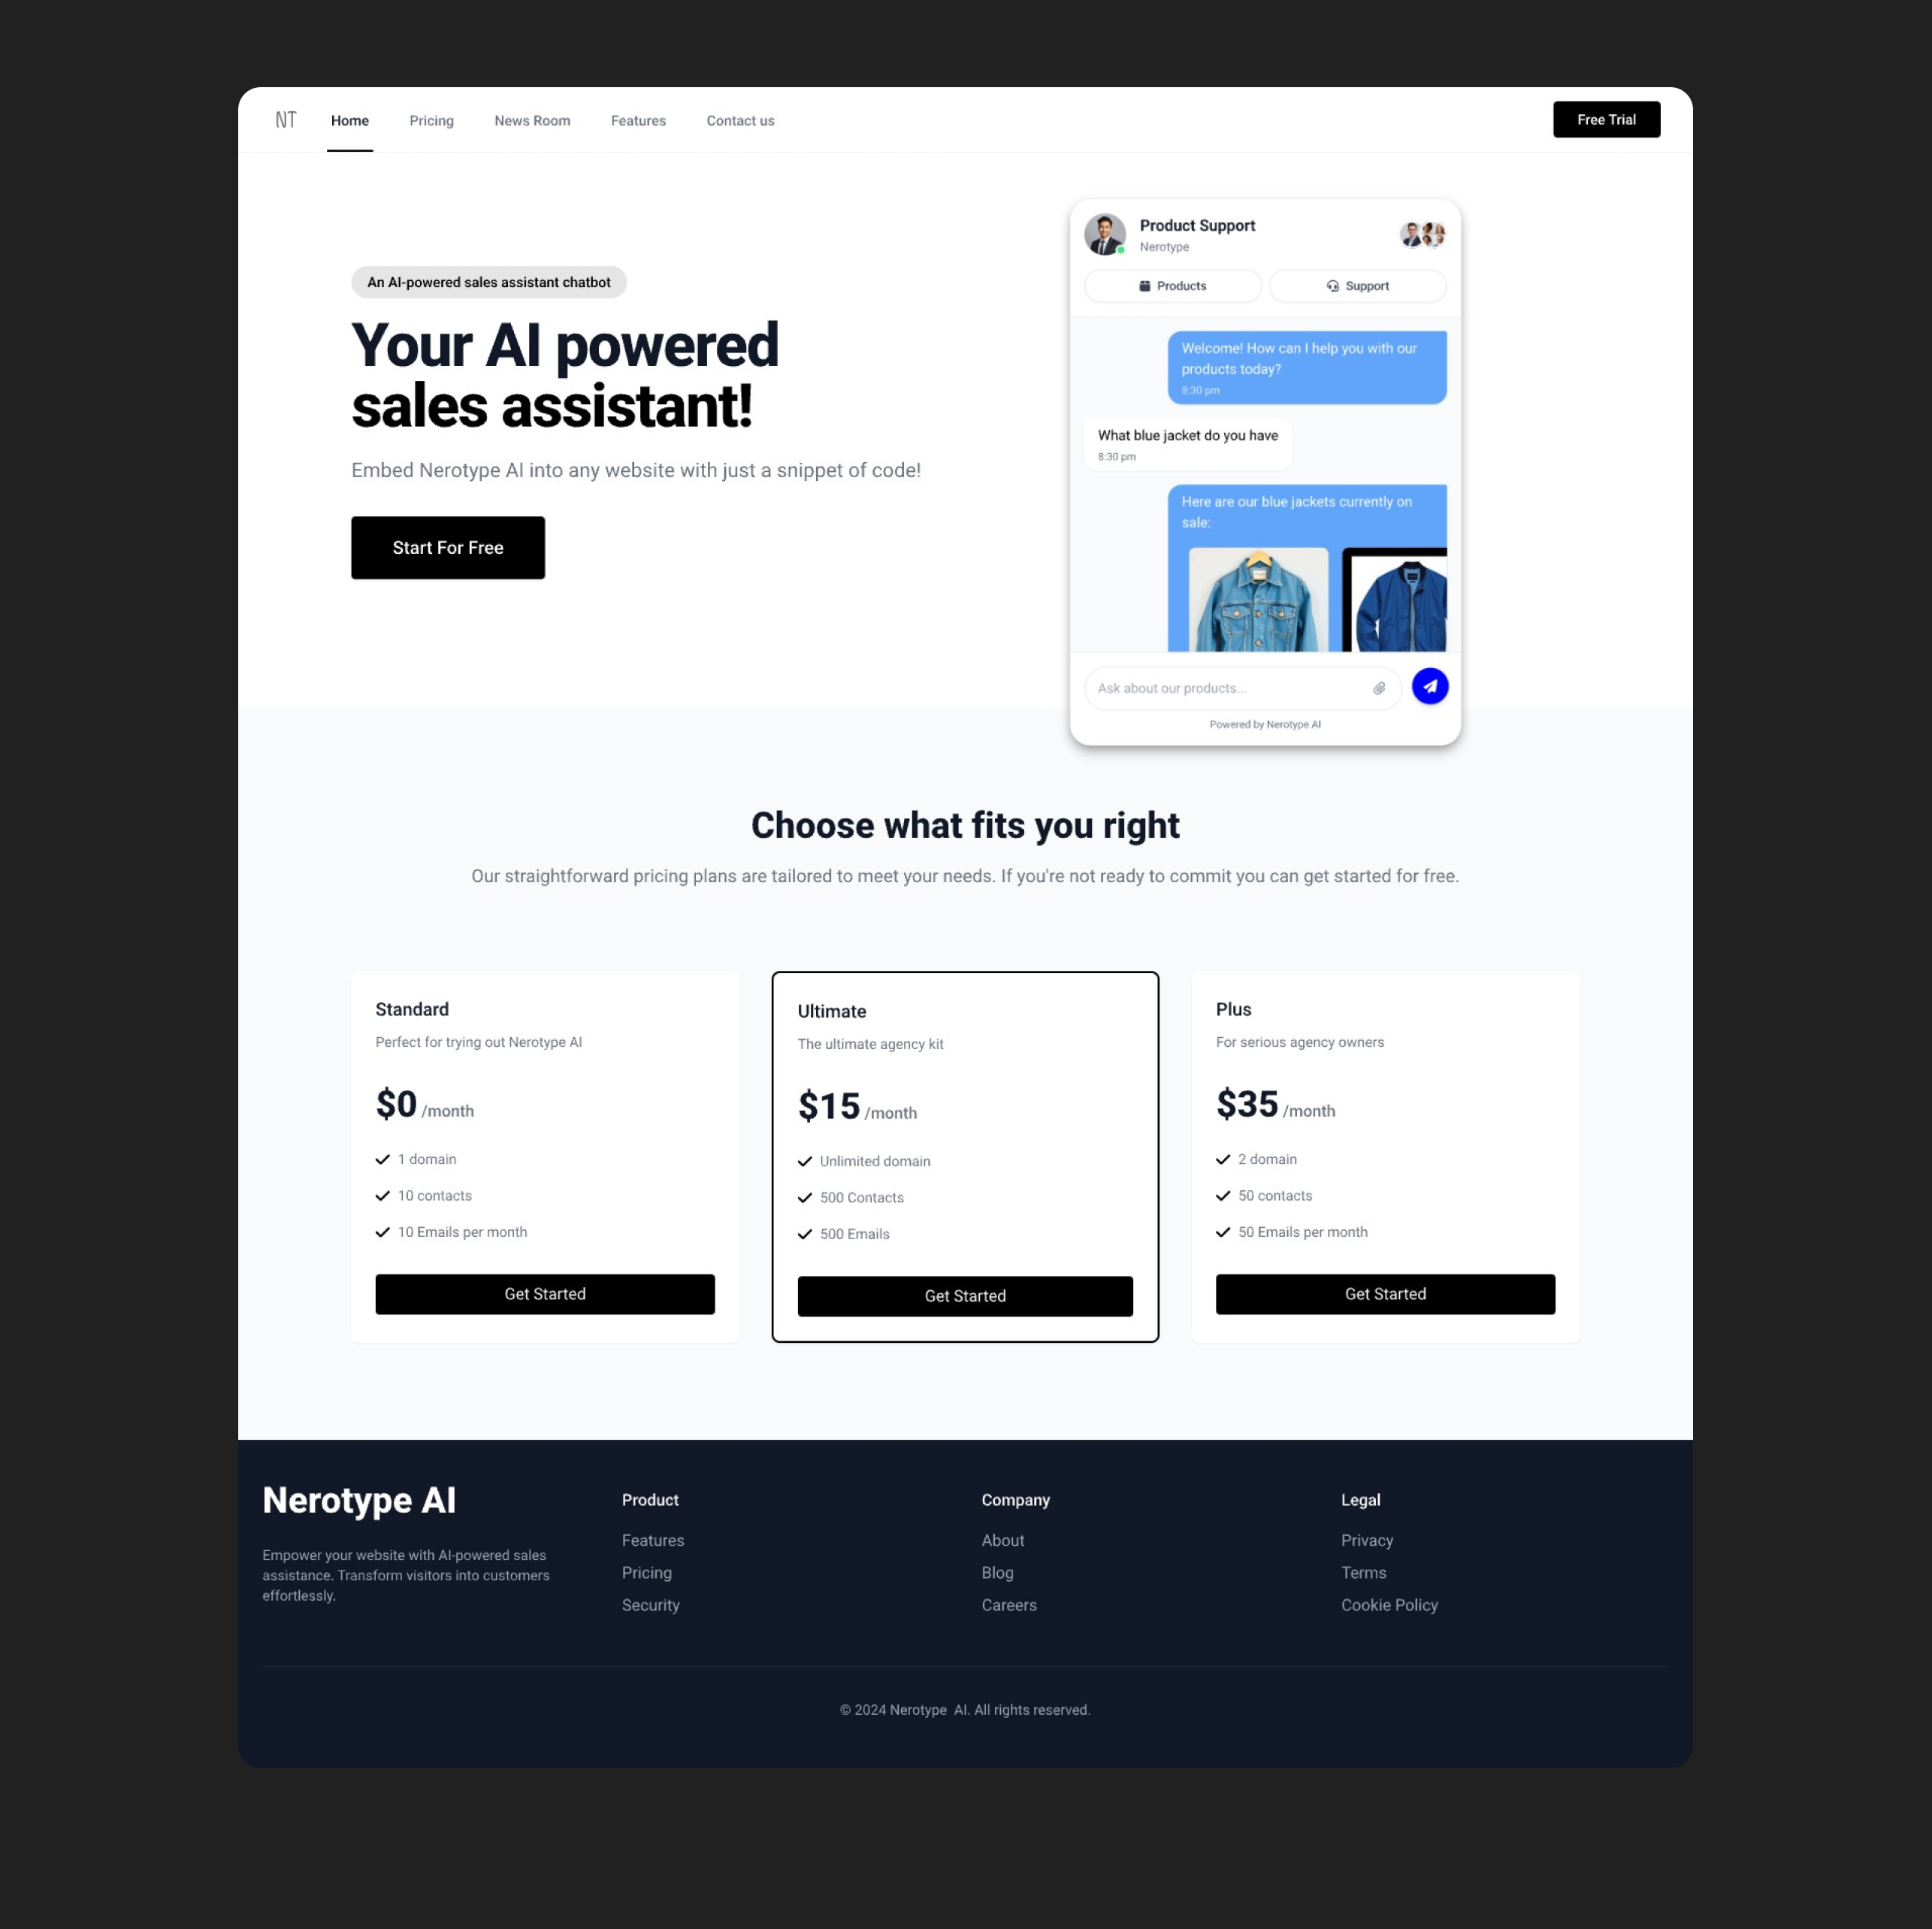 NT
Home
Pricing
News Room
Features
Contact us
Free Trial
An AI-powered sales assistant chatbot
Your AI powered
sales assistant!
Embed Nerotype AI into any website with just a snippet of code!
Start For Free
Product Support
Nerotype
Products
Support
Welcome! How can I help you with our
products today?
8:30 pm
What blue jacket do you have
8:30 pm
Here are our blue jackets currently on
sale:
Ask about our products...
Powered by Nerotype AI
Choose what fits you right
Our straightforward pricing plans are tailored to meet your needs. If you're not ready to commit you can get started for free.
Standard
Perfect for trying out Nerotype AI
$0 /month
1 domain
10 contacts
10 Emails per month
Get Started
Ultimate
The ultimate agency kit
$15 /month
Unlimited domain
500 Contacts
500 Emails
Get Started
Plus
For serious agency owners
$35 /month
2 domain
50 contacts
50 Emails per month
Get Started
Nerotype AI
Empower your website with AI-powered sales
assistance. Transform visitors into customers
effortlessly.
Product
Features
Pricing
Security
Company
About
Blog
Careers
Legal
Privacy
Terms
Cookie Policy
© 2024 Nerotype  AI. All rights reserved.